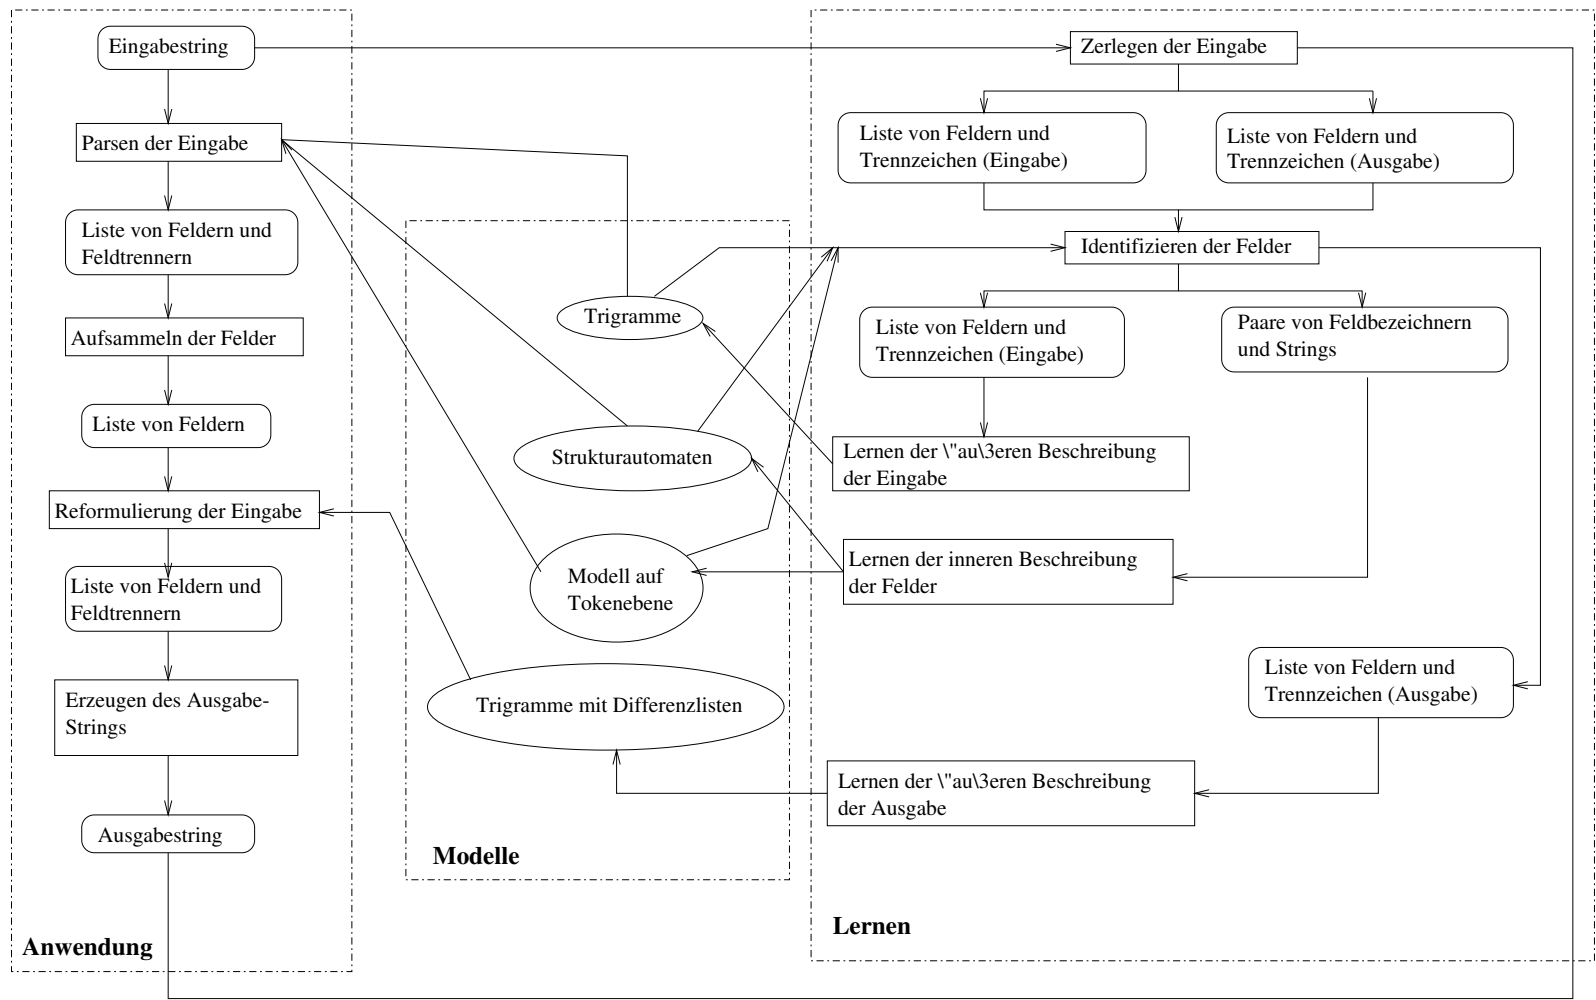 Eingabestring
Parsen der Eingabe
Liste von Feldern und
Feldtrennern
Aufsammeln der Felder
Liste von Feldern
Reformulierung der Eingabe
Liste von Feldern und
Feldtrennern
Erzeugen des Ausgabe-
Strings
Ausgabestring
Anwendung
Trigramme
Strukturautomaten
Modell auf
Tokenebene
Trigramme mit Differenzlisten
Modelle
Zerlegen der Eingabe
Liste von Feldern und
Trennzeichen (Eingabe)
Liste von Feldern und
Trennzeichen (Ausgabe)
Identifizieren der Felder
Liste von Feldern und
Trennzeichen (Eingabe)
Paare von Feldbezeichnern
und Strings
Lernen der \"au\3eren Beschreibung
der Eingabe
Lernen der inneren Beschreibung
der Felder
Liste von Feldern und
Trennzeichen (Ausgabe)
Lernen der \"au\3eren Beschreibung
der Ausgabe
Lernen